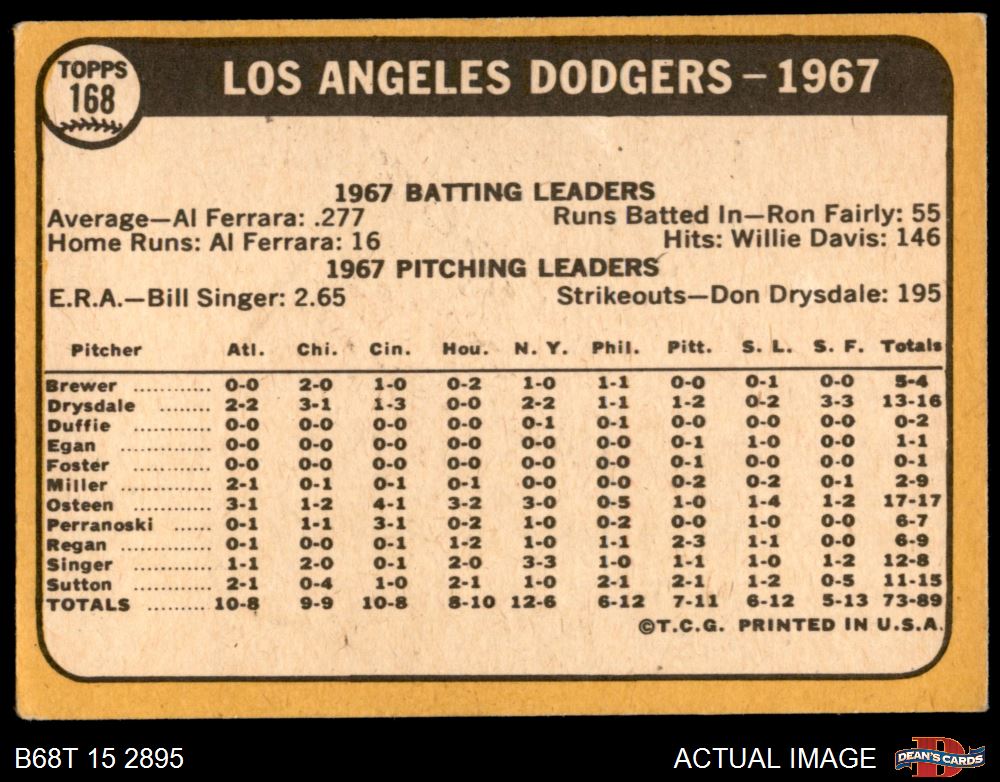 TOPPS
168
LOS ANGELES DODGERS – 1967
1967 BATTING LEADERS
Average—Al Ferrara: .277 Runs Batted In—Ron Fairly: 55
Home Runs: Al Ferrara: 16 Hits: Willie Davis: 146
1967 PITCHING LEADERS
E.R.A.—Bill Singer: 2.65 Strikeouts—Don Drysdale: 195
Pitcher Atl. Chi. Cin. Hou. N. Y. Phil. Pitt. S. L. S. F. Totals
Brewer .......... 0-0 2-0 1-0 0-2 1-0 1-1 0-0 0-1 0-0 5-4
Drysdale ....... 2-2 3-1 1-3 0-0 2-2 1-1 1-2 0-2 3-3 13-16
Duffie .......... 0-0 0-0 0-0 0-0 0-1 0-1 0-0 0-0 0-0 0-2
Egan ............ 0-0 0-0 0-0 0-0 0-0 0-0 0-1 1-0 0-0 1-1
Foster .......... 0-0 0-0 0-0 0-0 0-0 0-0 0-1 0-0 0-0 0-1
Miller ............ 2-1 0-1 0-1 0-1 0-0 0-0 0-2 0-2 0-1 2-9
Osteen .......... 3-1 1-2 4-1 3-2 3-0 0-5 1-0 1-4 1-2 17-17
Perranoski ..... 0-1 1-1 3-1 0-2 1-0 0-2 0-0 1-0 0-0 6-7
Regan ............ 0-1 0-0 0-1 1-2 1-0 1-1 2-3 1-1 0-0 6-9
Singer .......... 1-1 2-0 0-1 2-0 3-3 1-0 1-1 1-0 1-2 12-8
Sutton .......... 2-1 0-4 1-0 2-1 1-0 2-1 2-1 1-2 0-5 11-15
TOTALS ........ 10-8 9-9 10-8 8-10 12-6 6-12 7-11 6-12 5-13 73-89
©T.C.G. PRINTED IN U.S.A.
B68T 15 2895 ACTUAL IMAGE
D
DEAN'S CARDS